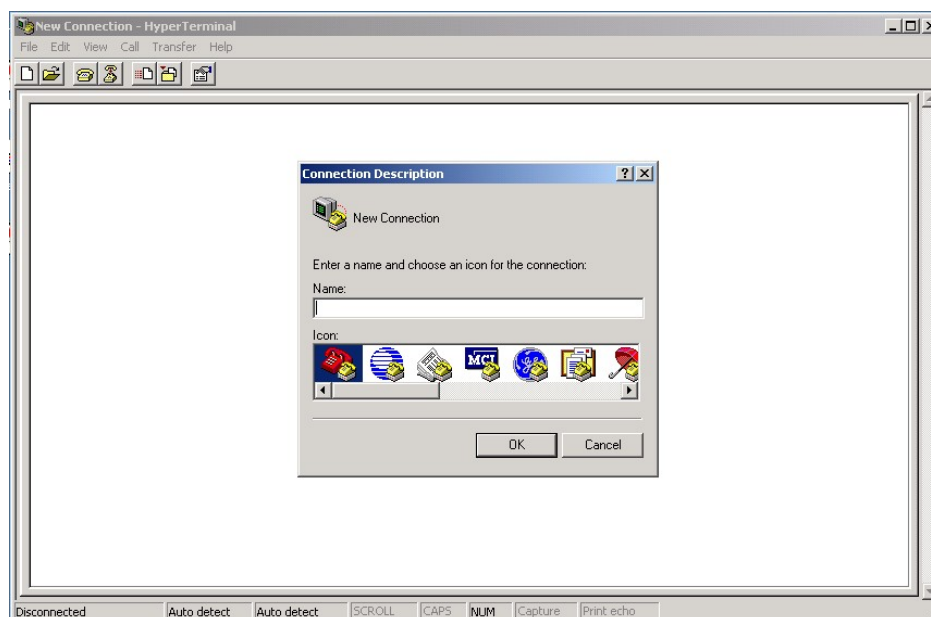 New Connection - HyperTerminal
File Edit View Call Transfer Help
Connection Description
New Connection
Enter a name and choose an icon for the connection:
Name:
Icon:
MCI
OK Cancel
Disconnected Auto detect Auto detect SCROLL CAPS NUM Capture Print echo